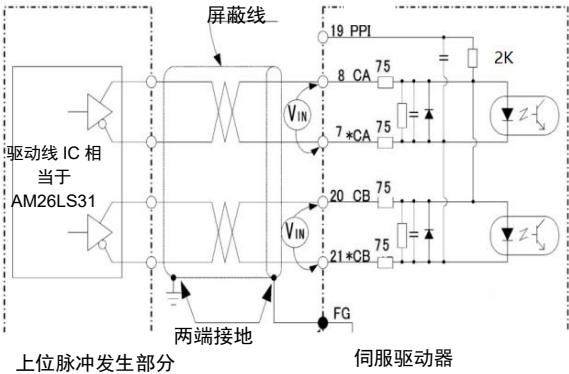 屏蔽线
19 PPI
2K
8 CA 75
VIN
7 *CA 75
驱动线 IC 相
当于
AM26LS31
20 CB 75
VIN
21 *CB 75
FG
两端接地
上位脉冲发生部分
伺服驱动器